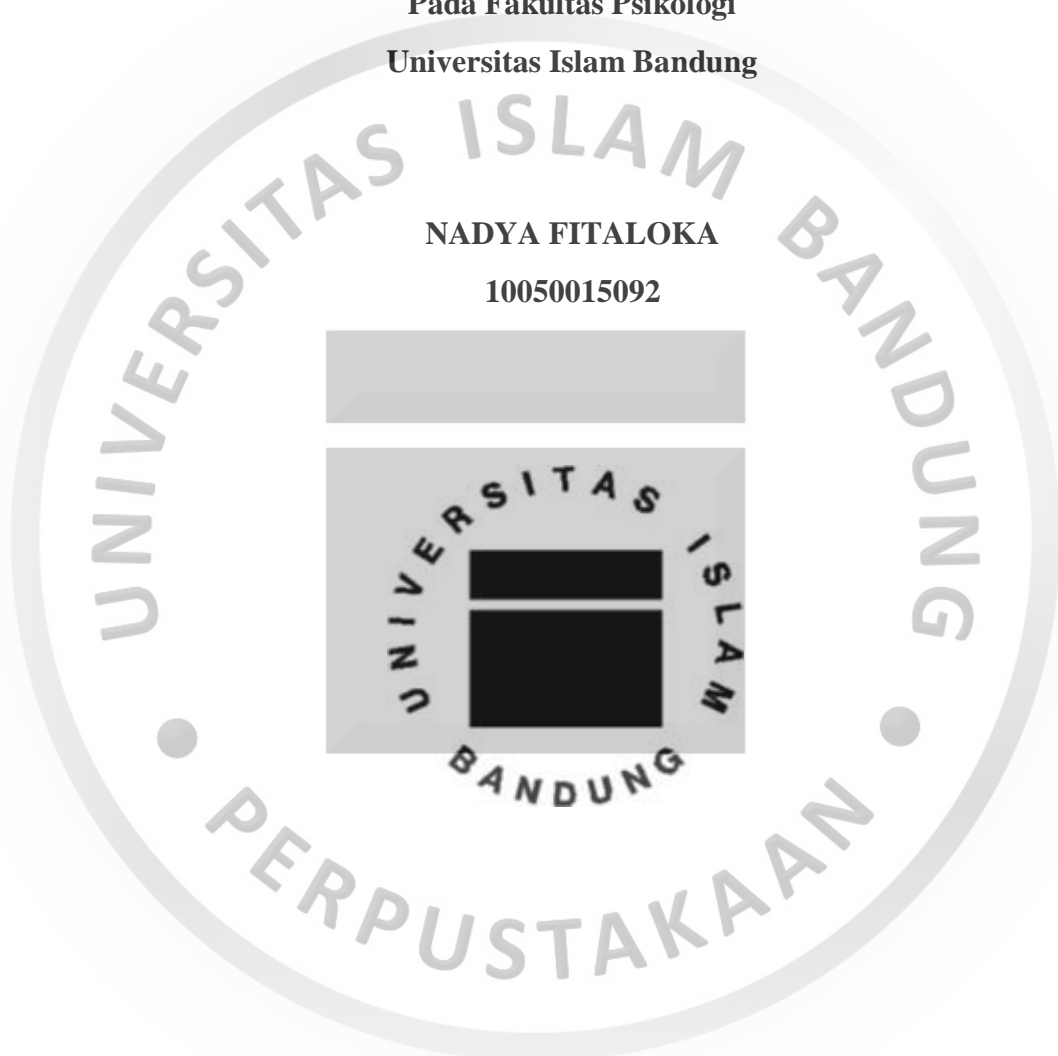 Pada Fakultas Psikologi
Universitas Islam Bandung
NADYA FITALOKA
10050015092
UNIVERSITAS ISLAM BANDUNG
PERPUSTAKAAN
UNIVERSITAS ISLAM
BANDUNG